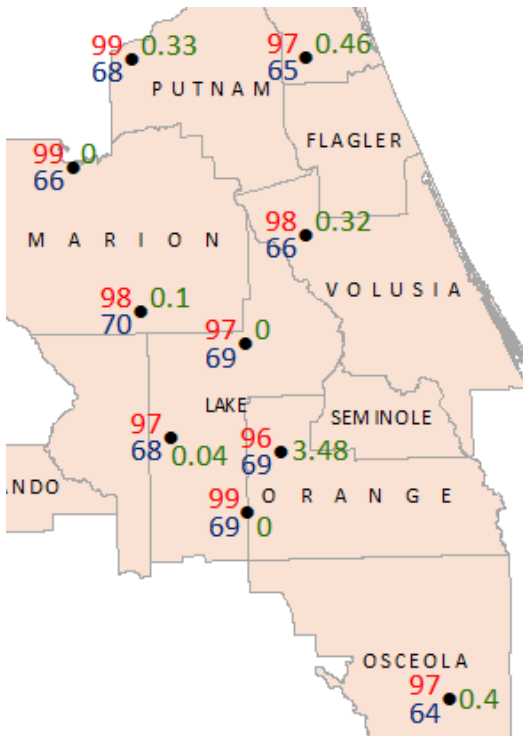 99 0.33
68
97 0.46
65
PUTNAM
FLAGLER
99 0
66
98 0.32
66
MARION
VOLUSIA
98 0.1
70
97 0
69
LAKE
SEMINOLE
97
68 0.04
96
69 3.48
NDO
99
69 0
ORANGE
OSCEOLA
97
64 0.4